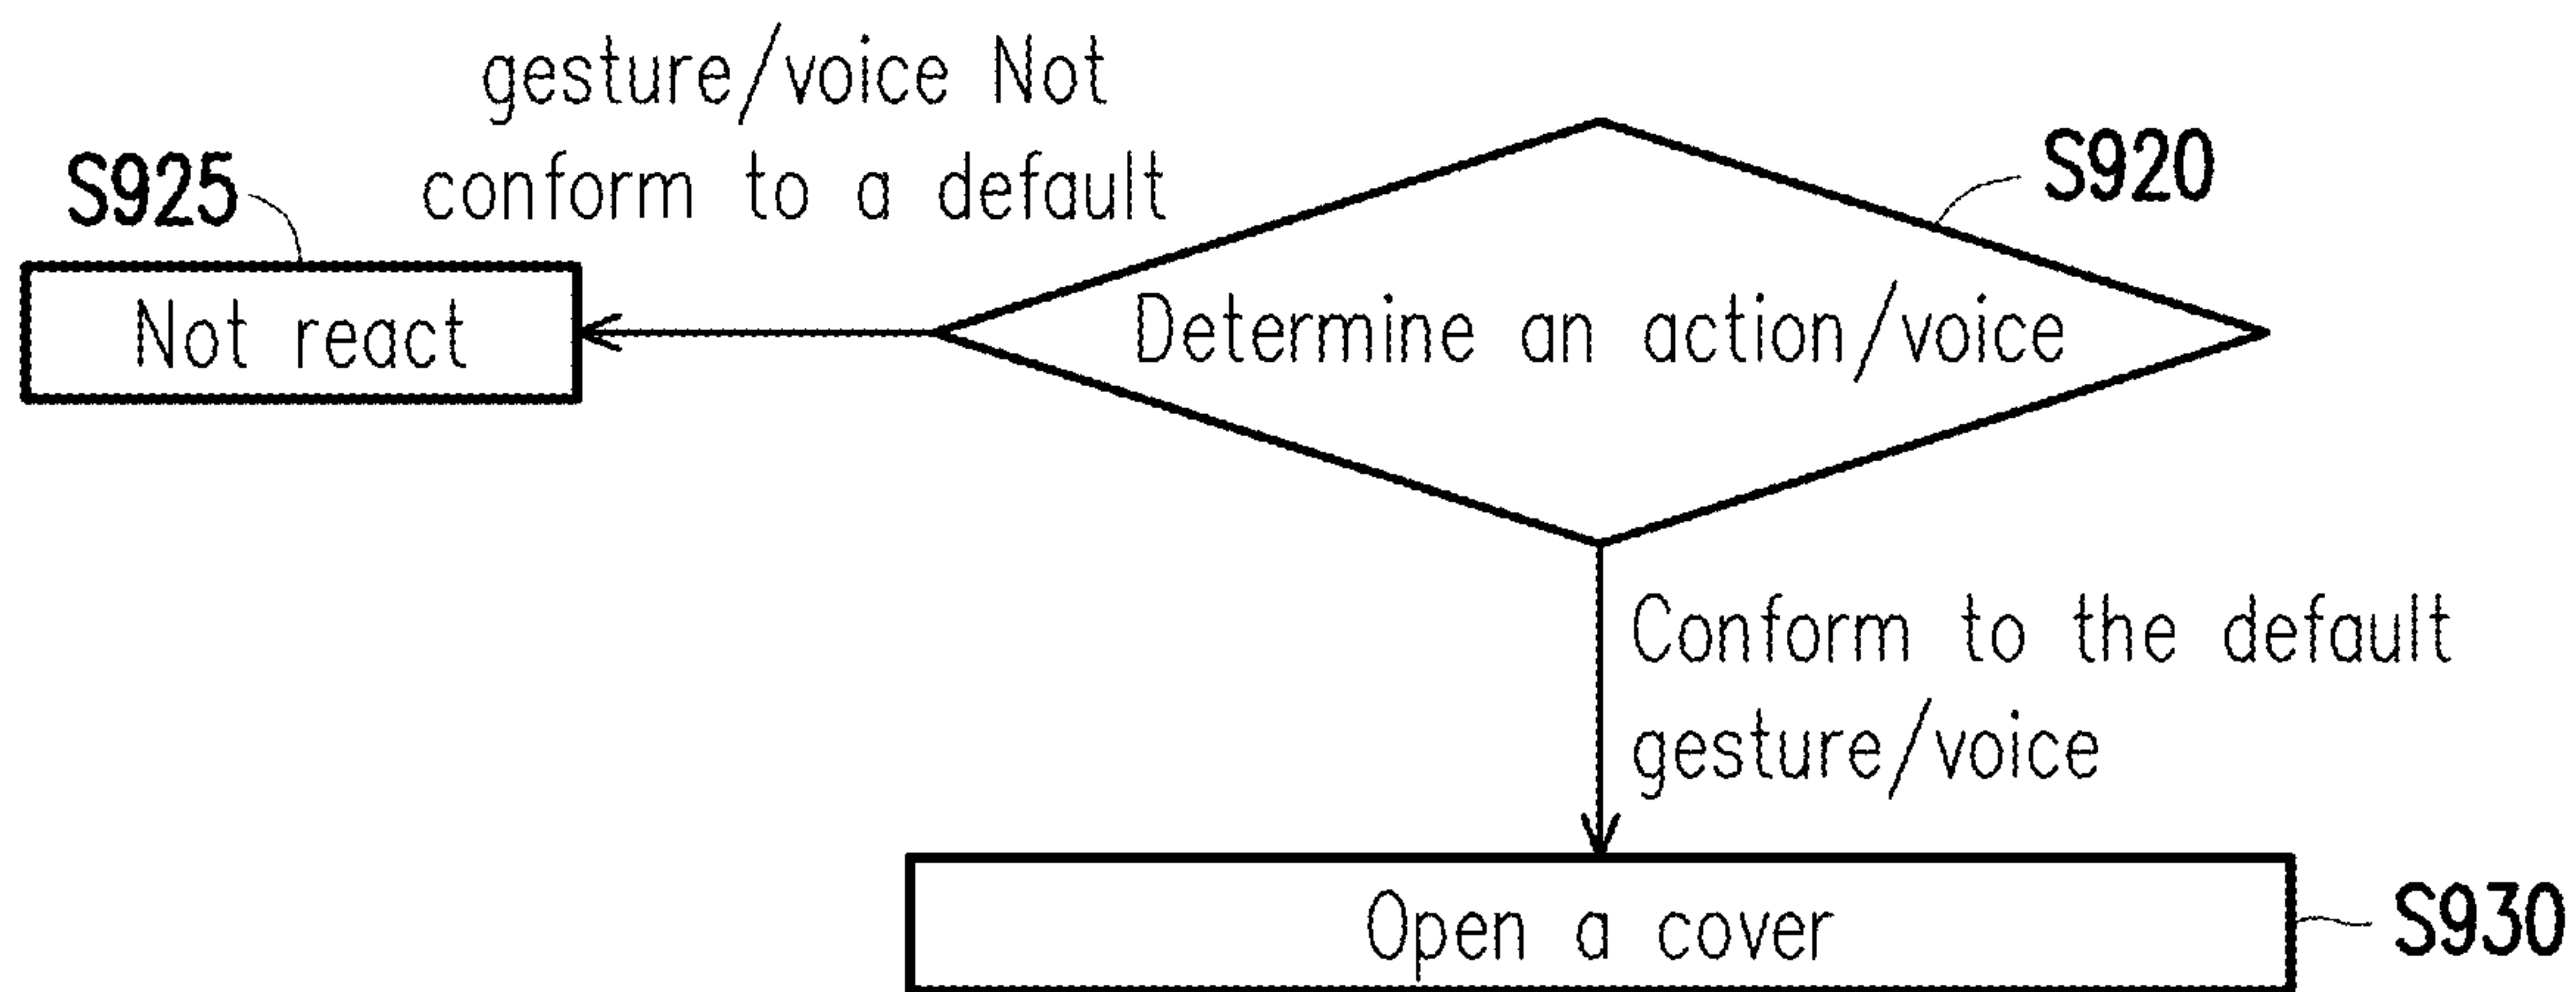 gesture/voice Not
conform to a default
S925
S920
Not react
Determine an action/voice
Conform to the default
gesture/voice
Open a cover
S930